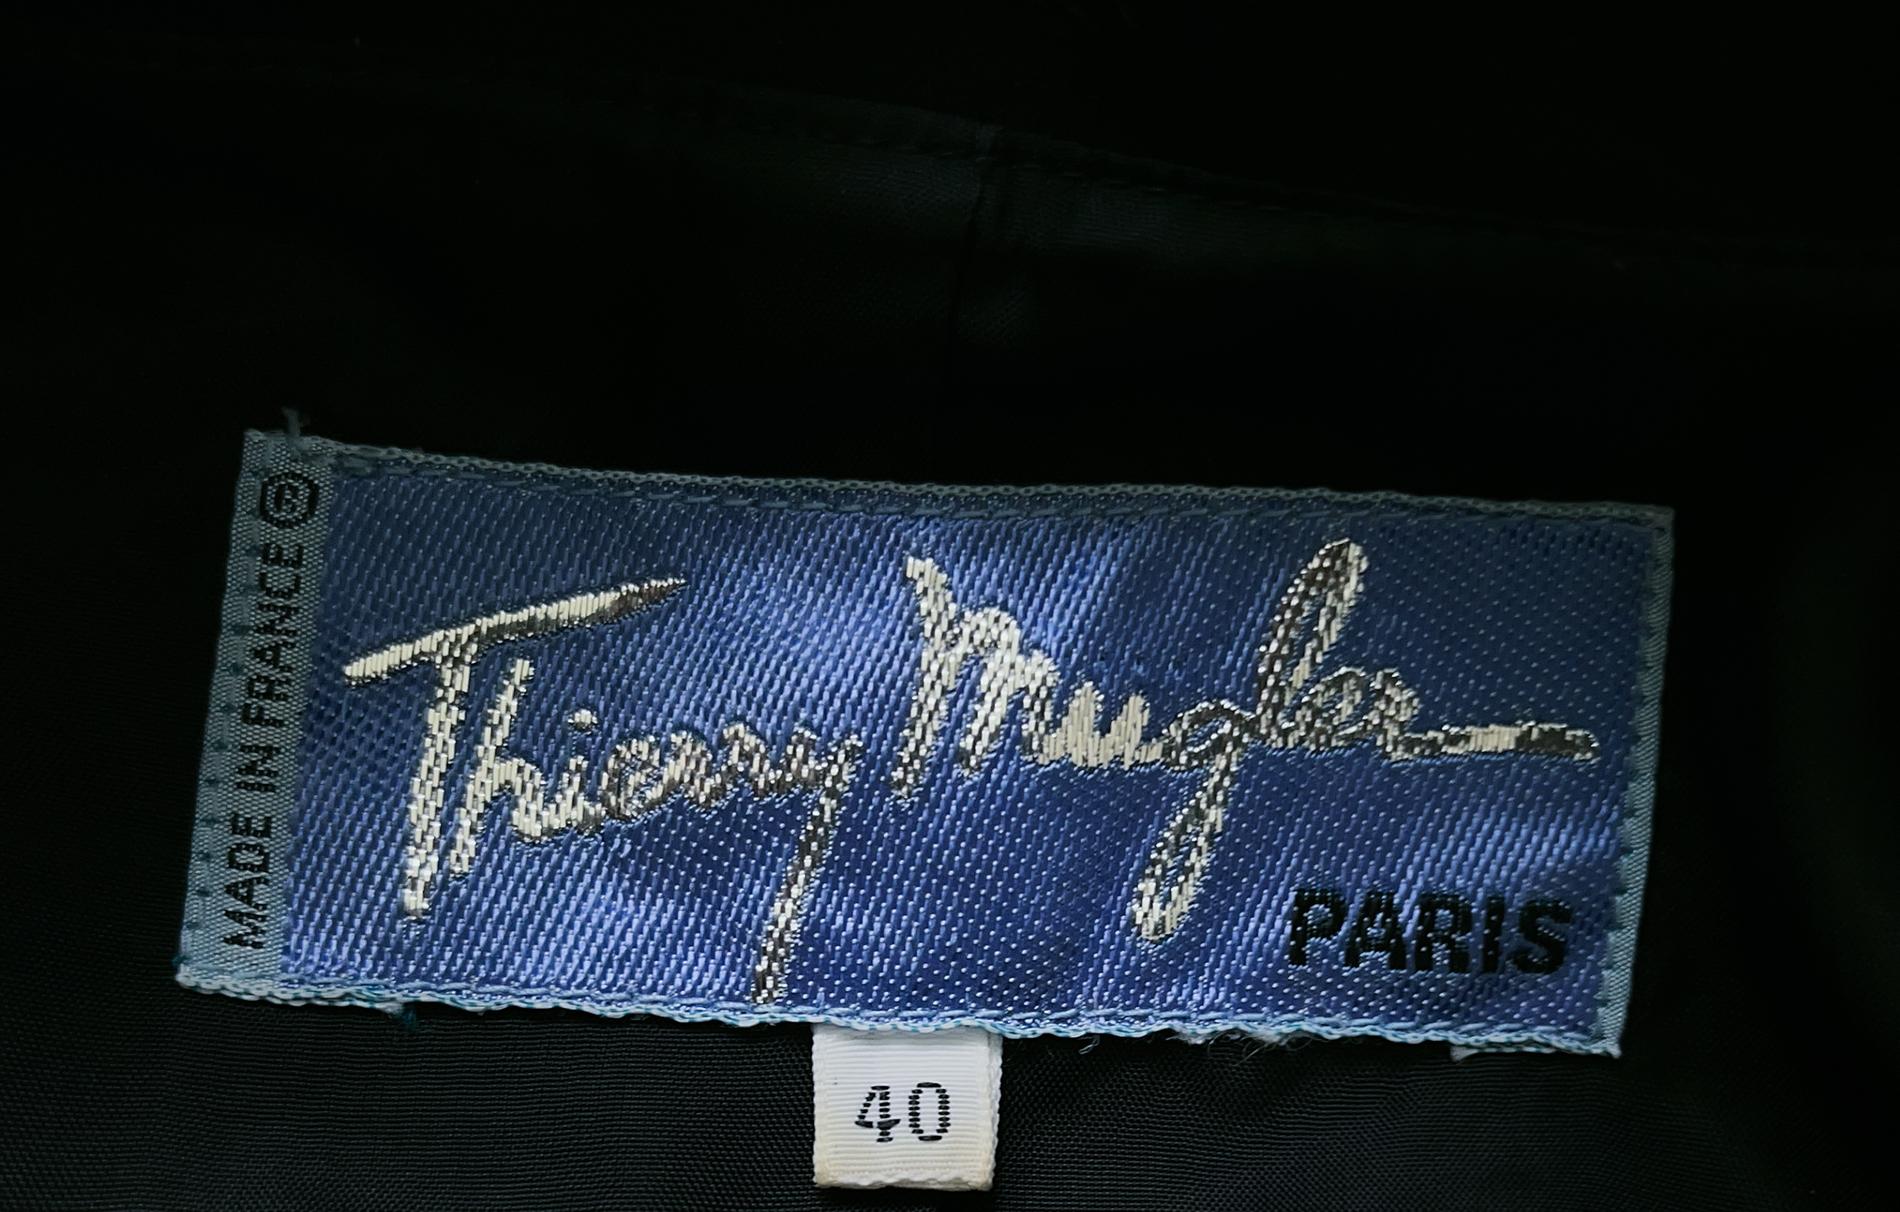 MADE IN FRANCE ®
Thierry Mugler
PARIS
40